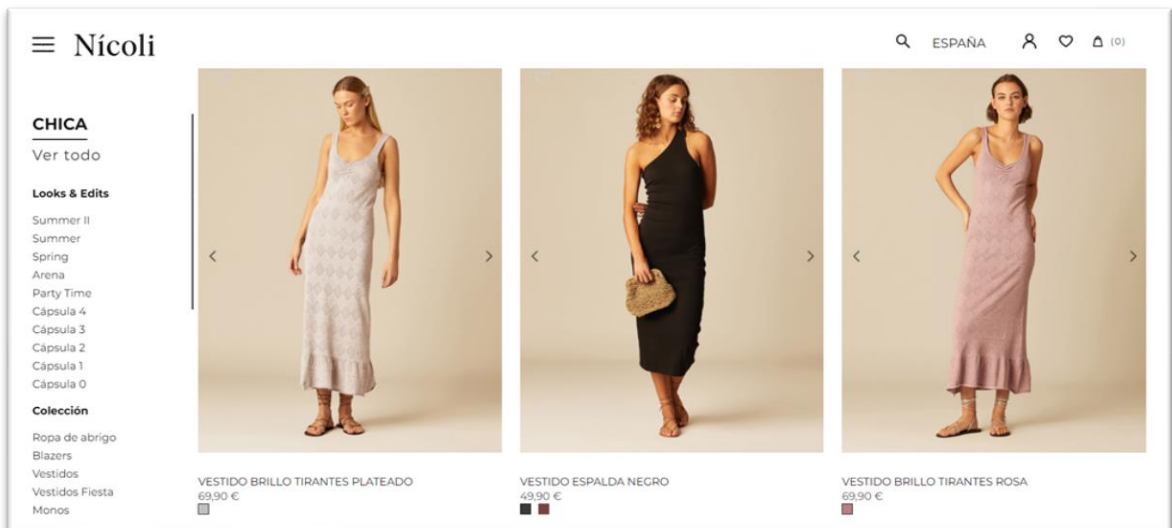 Nícoli
ESPAÑA
(0)
CHICA
Ver todo
Looks & Edits
Summer II
Summer
Spring
Arena
Party Time
Cápsula 4
Cápsula 3
Cápsula 2
Cápsula 1
Cápsula 0
Colección
Ropa de abrigo
Blazers
Vestidos
Vestidos Fiesta
Monos
VESTIDO BRILLO TIRANTES PLATEADO
69,90 €
VESTIDO ESPALDA NEGRO
49,90 €
VESTIDO BRILLO TIRANTES ROSA
69,90 €